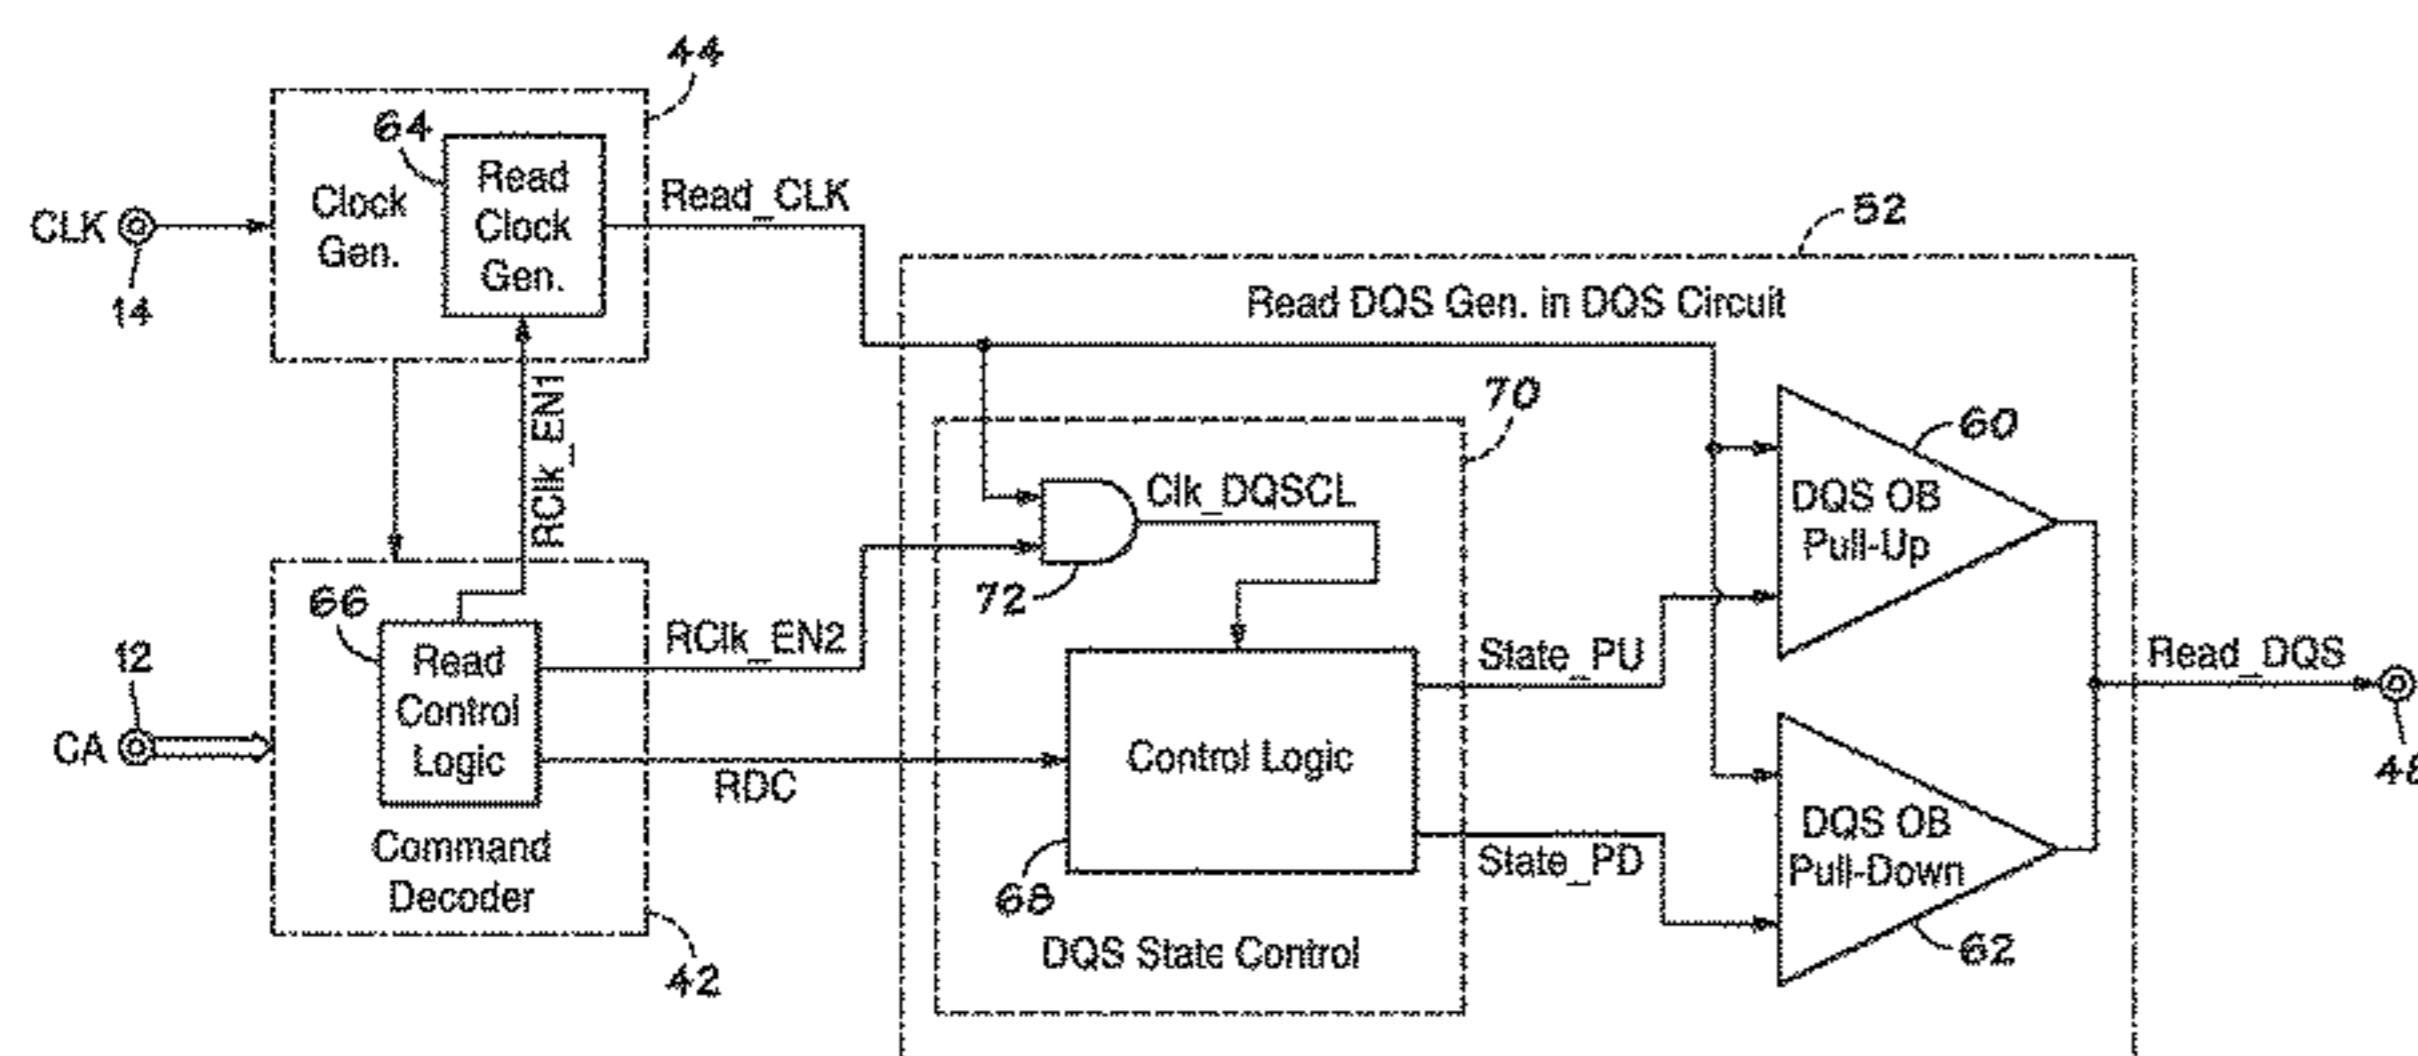 44
64
Read
Clock
Gen.
Clock
Gen.
Read_CLK
CLK
14
52
Read DQS Gen. in DQS Circuit
RClk_EN1
70
60
DQS OB
Pull-Up
Clk_DQSCL
72
66
Read
Control
Logic
RClk_EN2
12
CA
RDC
Command
Decoder
42
State_PU
Control Logic
State_PD
68
DQS State Control
DQS OB
Pull-Down
62
Read_DQS
48